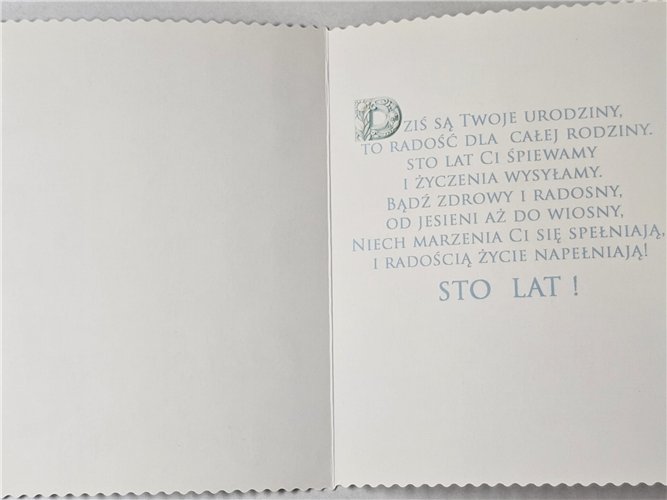 DZIŚ SĄ TWOJE URODZINY,
TO RADOŚĆ DLA CAŁEJ RODZINY.
STO LAT CI ŚPIEWAMY
I ŻYCZENIA WYSYŁAMY.
BĄDŹ ZDROWY I RADOSNY,
OD JESIENI AŻ DO WIOSNY,
NIECH MARZENIA CI SIĘ SPEŁNIAJĄ,
I RADOŚCIĄ ŻYCIE NAPEŁNIAJĄ!
STO LAT !